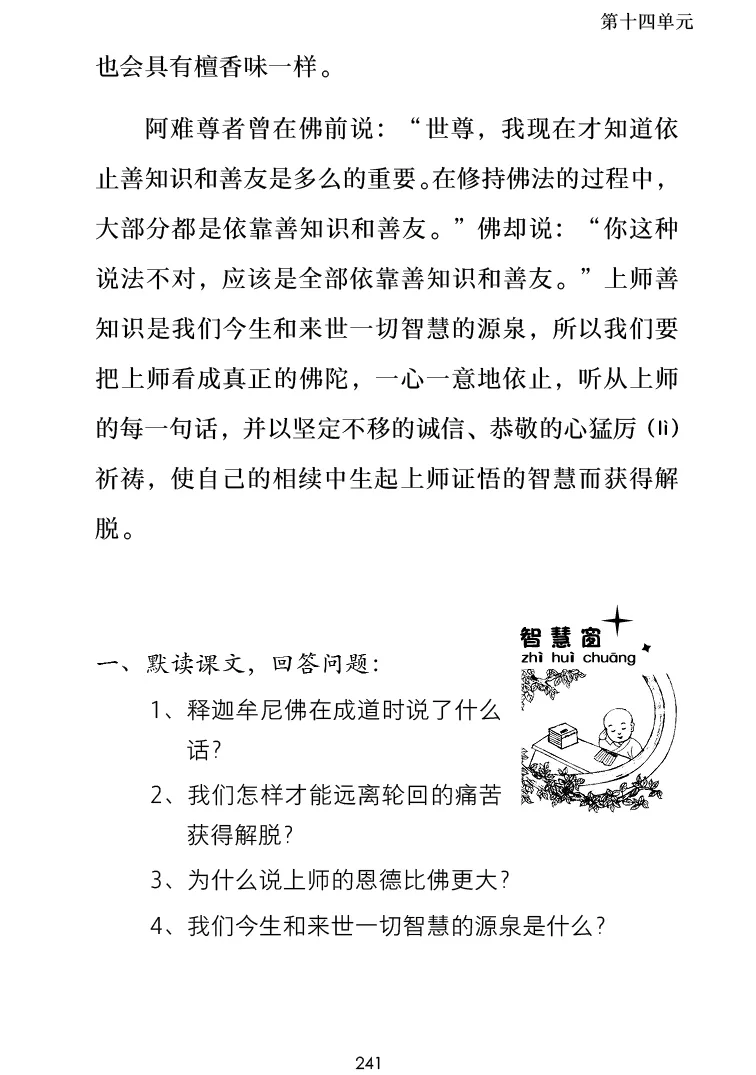 第十四单元
也会具有檀香味一样。
阿难尊者曾在佛前说：“世尊，我现在才知道依
止善知识和善友是多么的重要。在修持佛法的过程中，
大部分都是依靠善知识和善友。”佛却说：“你这种
说法不对，应该是全部依靠善知识和善友。”上师善
知识是我们今生和来世一切智慧的源泉，所以我们要
把上师看成真正的佛陀，一心一意地依止，听从上师
的每一句话，并以坚定不移的诚信、恭敬的心猛厉（lì）
祈祷，使自己的相续中生起上师证悟的智慧而获得解
脱。
智慧窗
zhì huì chuāng
一、默读课文，回答问题：
1、释迦牟尼佛在成道时说了什么
话？
2、我们怎样才能远离轮回的痛苦
获得解脱？
3、为什么说上师的恩德比佛更大？
4、我们今生和来世一切智慧的源泉是什么？
241